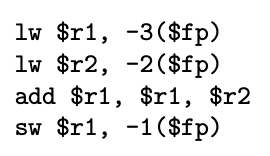 lw $r1, -3($fp)
lw $r2, -2($fp)
add $r1, $r1, $r2
sw $r1, -1($fp)